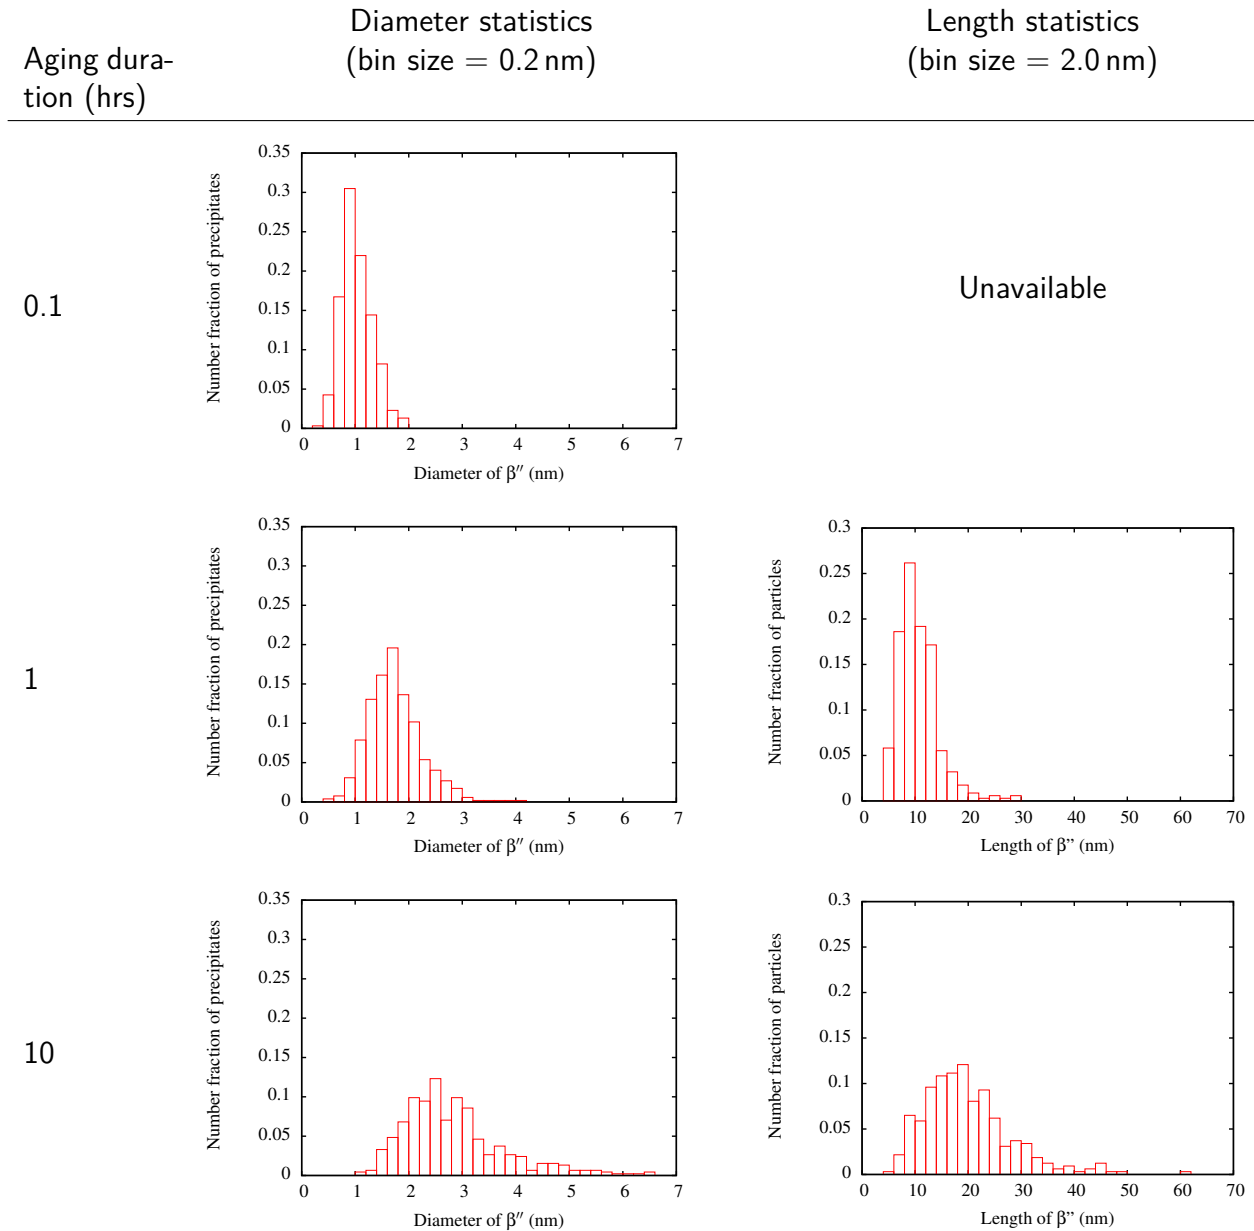 Aging dura-
tion (hrs)
Diameter statistics
(bin size = 0.2 nm)
Length statistics
(bin size = 2.0 nm)
0.1
Number fraction of precipitates
0.35
0.3
0.25
0.2
0.15
0.1
0.05
0
0 1 2 3 4 5 6 7
Diameter of β″ (nm)
Unavailable
1
Number fraction of precipitates
0.35
0.3
0.25
0.2
0.15
0.1
0.05
0
0 1 2 3 4 5 6 7
Diameter of β″ (nm)
Number fraction of particles
0.3
0.25
0.2
0.15
0.1
0.05
0
0 10 20 30 40 50 60 70
Length of β” (nm)
10
Number fraction of precipitates
0.35
0.3
0.25
0.2
0.15
0.1
0.05
0
0 1 2 3 4 5 6 7
Diameter of β″ (nm)
Number fraction of particles
0.3
0.25
0.2
0.15
0.1
0.05
0
0 10 20 30 40 50 60 70
Length of β” (nm)